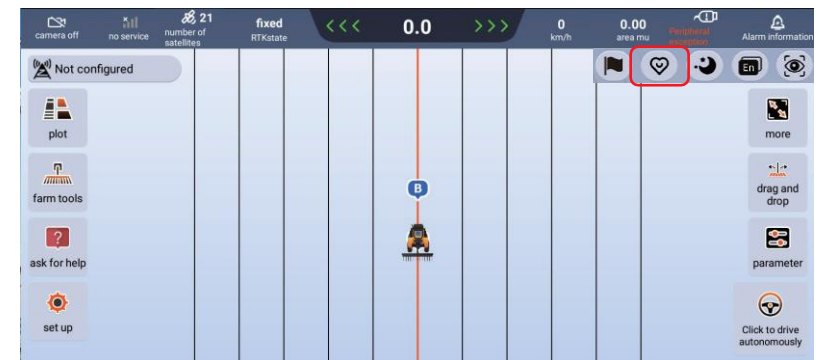 camera off
no service
21
number of
satellites
fixed
RTKstate
<<<
0.0
>>>
0
km/h
0.00
area mu
Peripheral
exception
Alarm information
Not configured
En
plot
more
farm tools
drag and
drop
B
?
ask for help
parameter
set up
Click to drive
autonomously